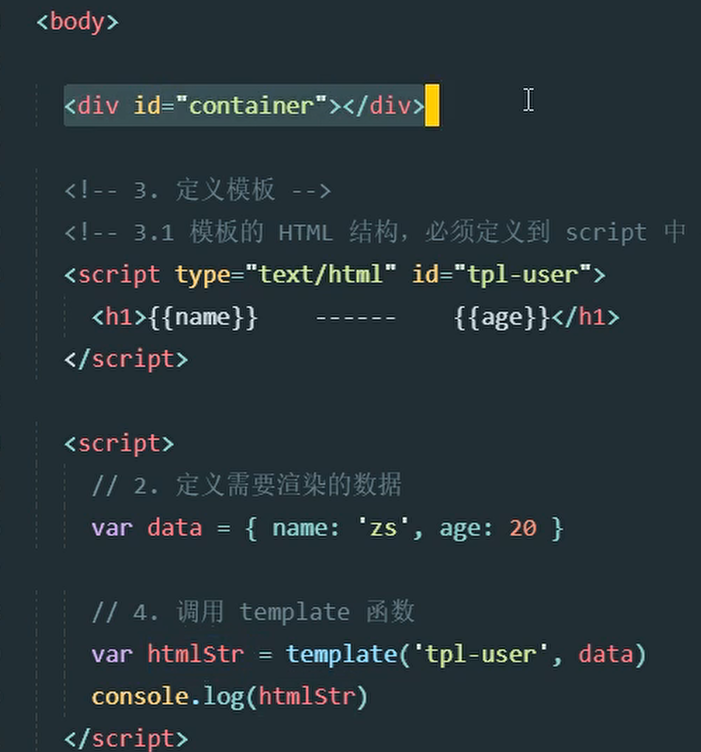 <body>
<div id="container"></div>
<!-- 3. 定义模板 -->
<!-- 3.1 模板的 HTML 结构，必须定义到 script 中
<script type="text/html" id="tpl-user">
<h1>{{name}}    ------    {{age}}</h1>
</script>
<script>
// 2. 定义需要渲染的数据
var data = { name: 'zs', age: 20 }
// 4. 调用 template 函数
var htmlStr = template('tpl-user', data)
console.log(htmlStr)
</script>